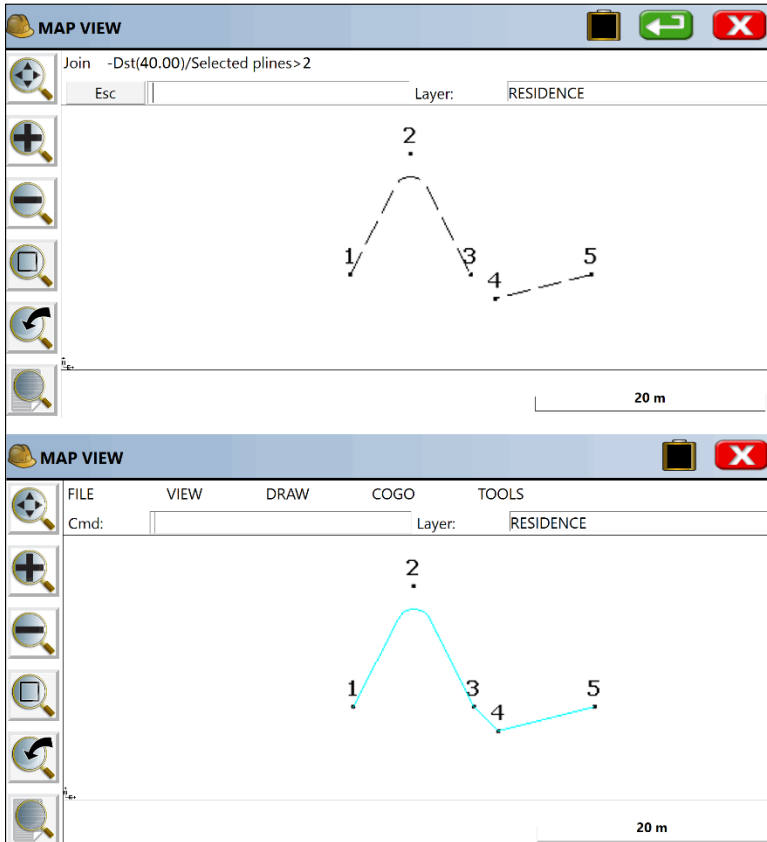 MAP VIEW
Join -Dst(40.00)/Selected plines>2
Esc Layer: RESIDENCE
2
1 3
4 5
20 m
MAP VIEW
FILE VIEW DRAW COGO TOOLS
Cmd: Layer: RESIDENCE
2
1 3 5
4
20 m